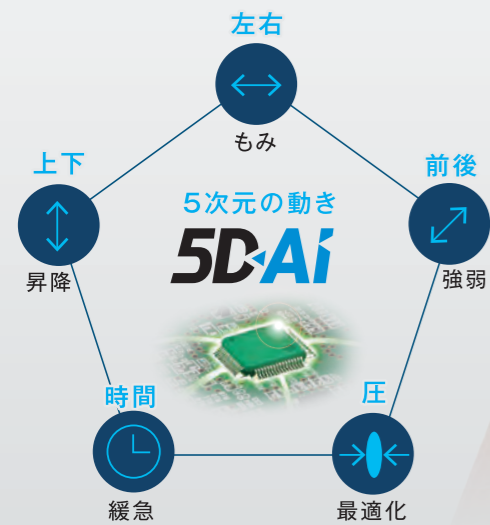 左右
もみ
上下
昇降
前後
強弱
5次元の動き
5D·Ai
時間
緩急
圧
最適化